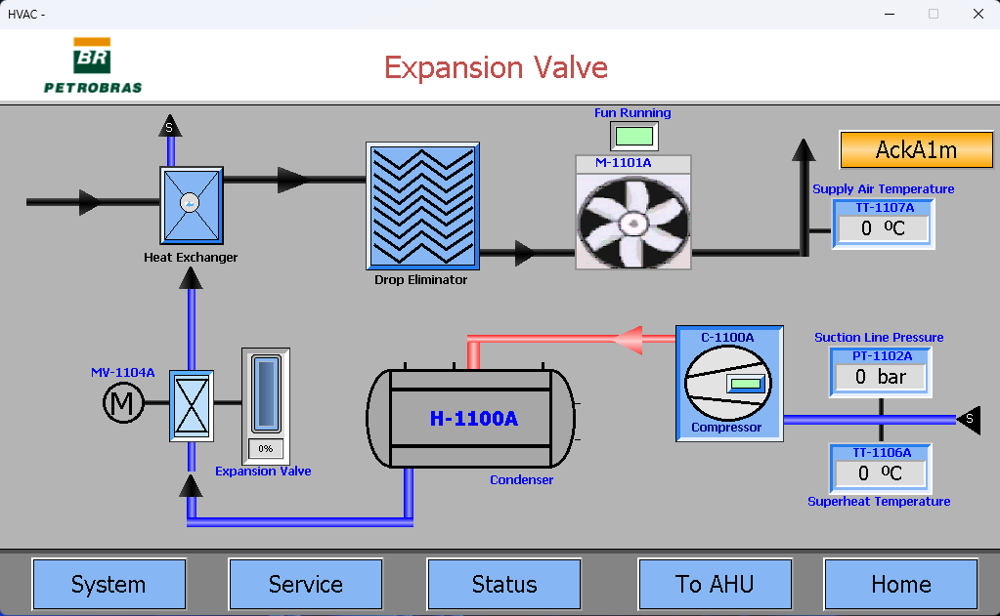 HVAC -
BR
PETROBRAS
Expansion Valve
Fun Running
M-1101A
AckA1m
Supply Air Temperature
TT-1107A
0 ºC
S
Heat Exchanger
Drop Eliminator
MV-1104A
M
0%
Expansion Valve
H-1100A
Condenser
C-1100A
Compressor
Suction Line Pressure
PT-1102A
0 bar
S
TT-1106A
0 ºC
Superheat Temperature
System
Service
Status
To AHU
Home